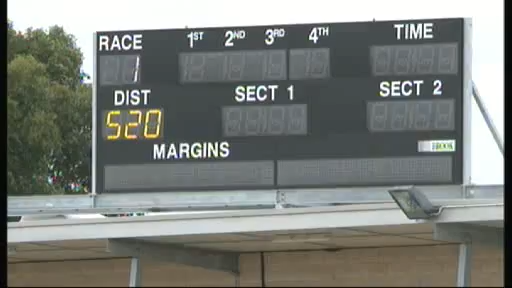 RACE 1ST 2ND 3RD 4TH TIME
1
DIST SECT 1 SECT 2
520
MARGINS